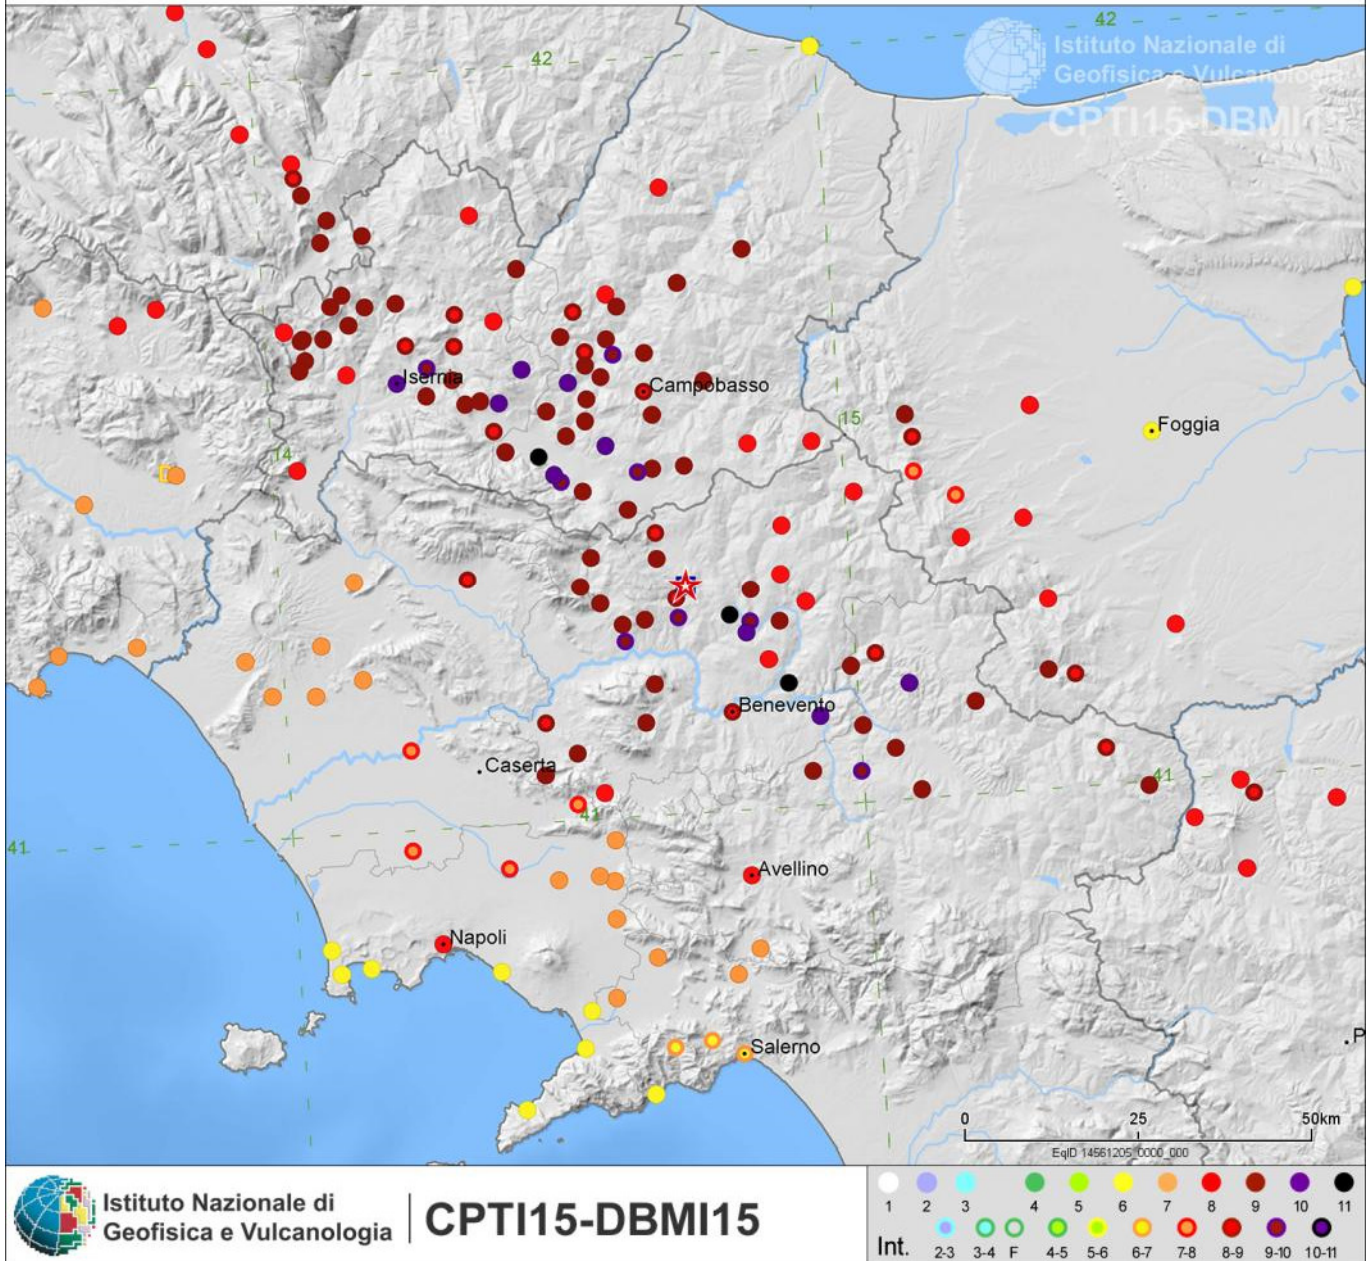 42
42
Istituto Nazionale di
Geofisica e Vulcanologia
CPTI15-DBMI15
Isernia
Campobasso
15
Foggia
14
Benevento
Caserta
41
41
41
Avellino
Napoli
Salerno
P
0 25 50km
EqID 14561205_0000_000
Istituto Nazionale di
Geofisica e Vulcanologia
CPTI15-DBMI15
1 2 3 4 5 6 7 8 9 10 11
Int. 2-3 3-4 F 4-5 5-6 6-7 7-8 8-9 9-10 10-11